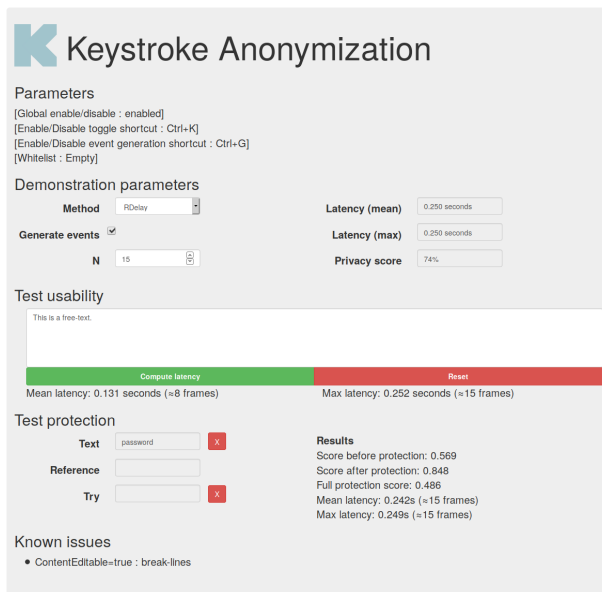 Keystroke Anonymization
Parameters
[Global enable/disable : enabled]
[Enable/Disable toggle shortcut : Ctrl+K]
[Enable/Disable event generation shortcut : Ctrl+G]
[Whitelist : Empty]
Demonstration parameters
Method RDelay Latency (mean) 0.250 seconds
Generate events Latency (max) 0.250 seconds
N 15 Privacy score 74%
Test usability
This is a free-text.
Compute latency Reset
Mean latency: 0.131 seconds (≈8 frames) Max latency: 0.252 seconds (≈15 frames)
Test protection
Text password X Results
Score before protection: 0.569
Reference Score after protection: 0.848
Full protection score: 0.486
Try X Mean latency: 0.242s (≈15 frames)
Max latency: 0.249s (≈15 frames)
Known issues
ContentEditable=true : break-lines